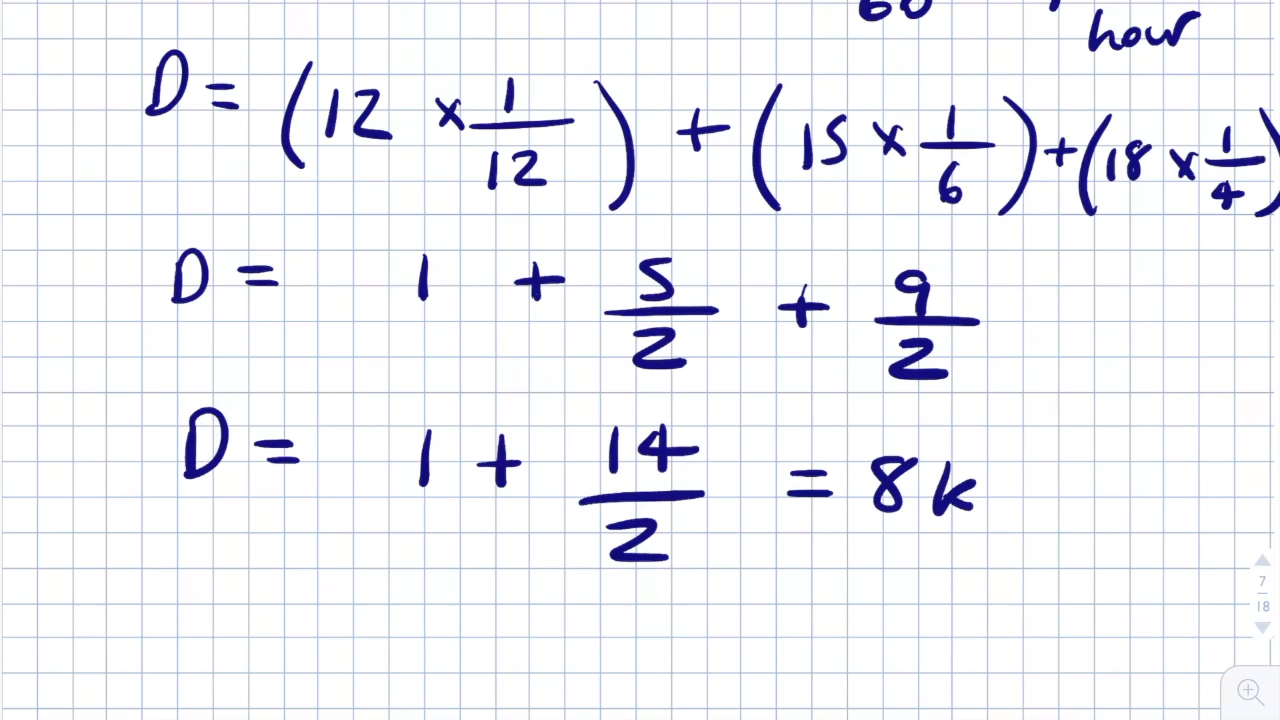 60
hour
D = (12 × 1/12) + (15 × 1/6) + (18 × 1/4)
D = 1 + 5/2 + 9/2
D = 1 + 14/2 = 8k
7
18